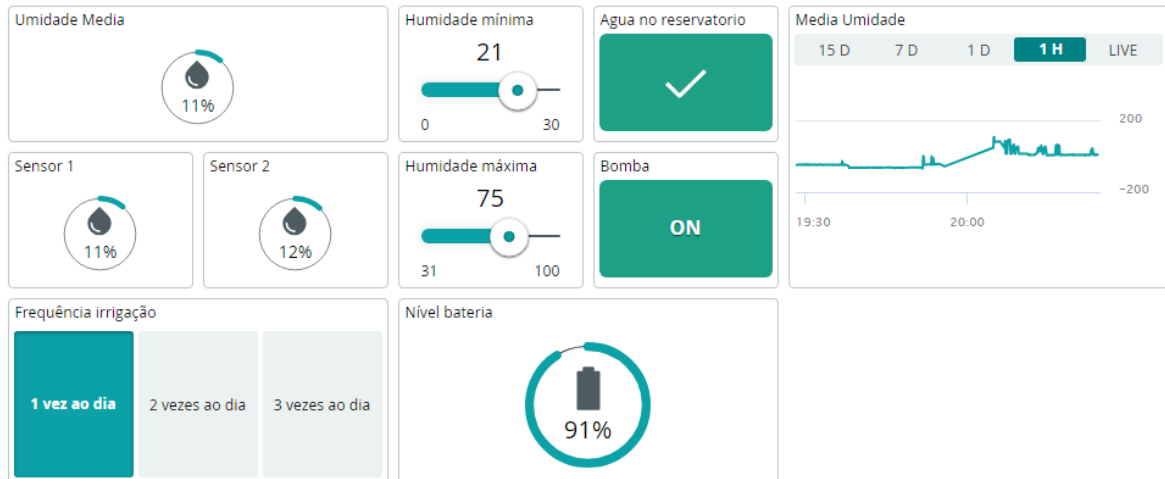 Umidade Media
11%
Humidade mínima
21
0 30
Agua no reservatorio
Media Umidade
15 D 7 D 1 D 1 H LIVE
200
-200
19:30 20:00
Sensor 1
11%
Sensor 2
12%
Humidade máxima
75
31 100
Bomba
ON
Frequência irrigação
1 vez ao dia 2 vezes ao dia 3 vezes ao dia
Nível bateria
91%